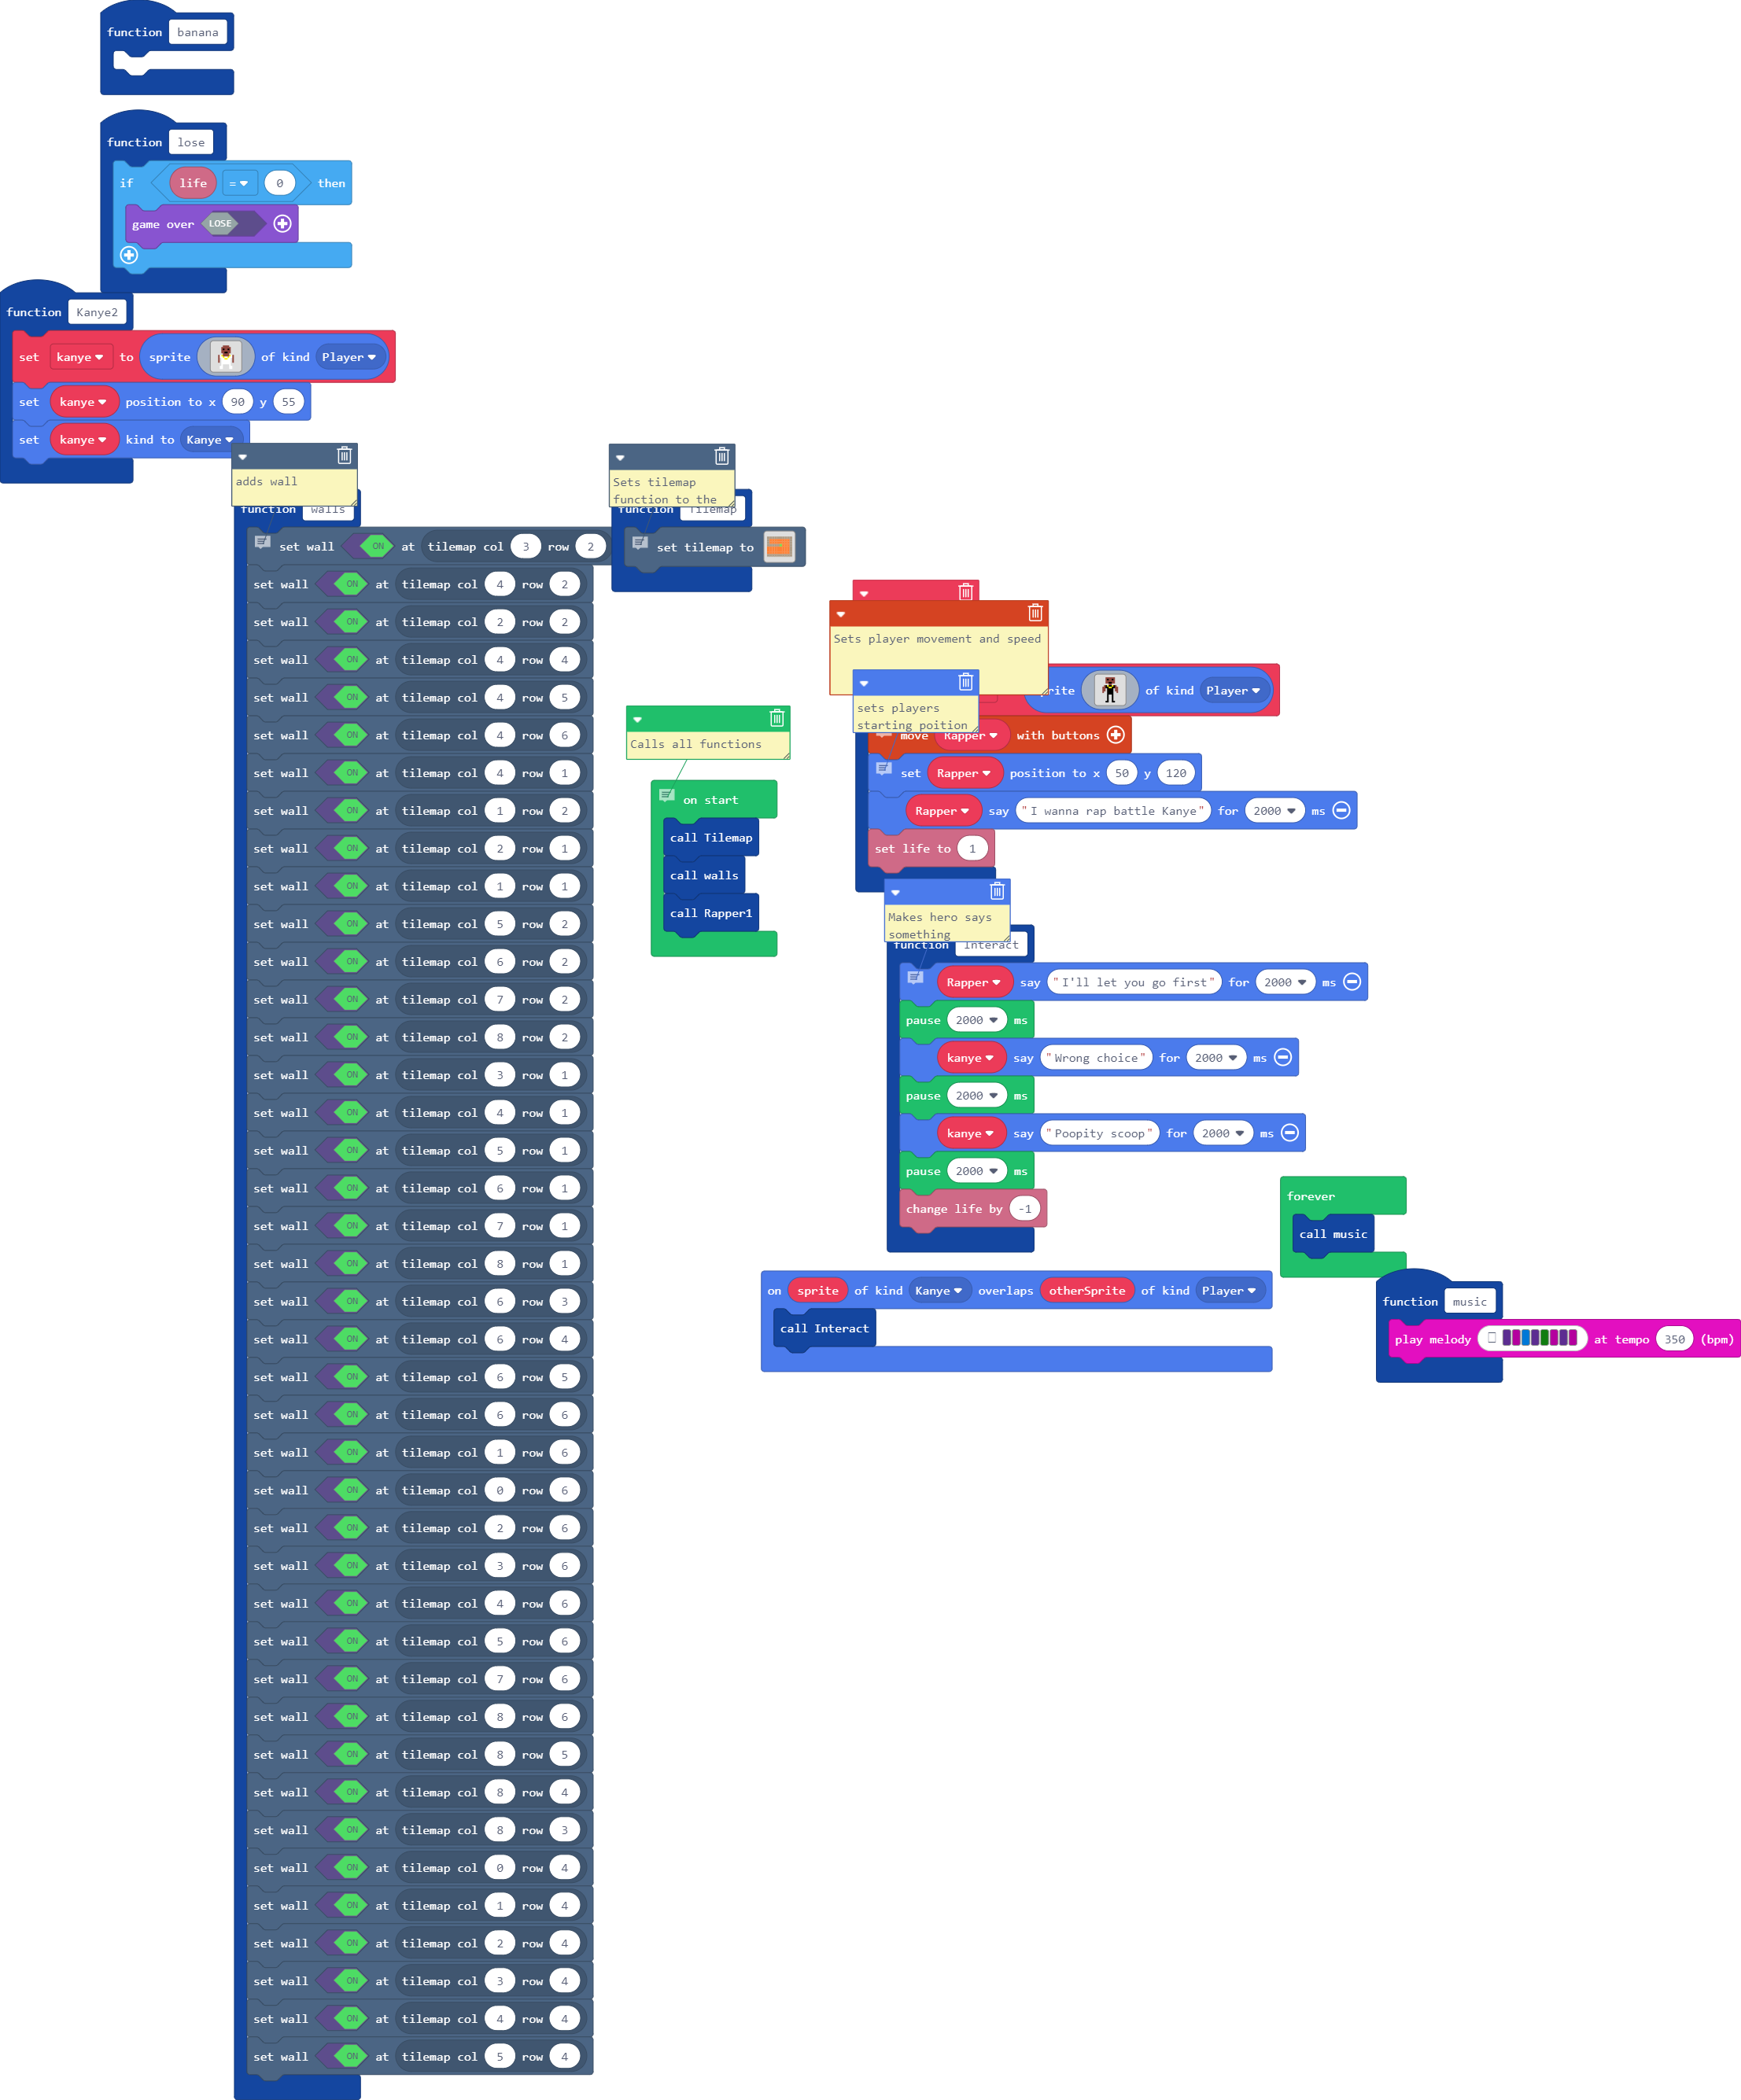 function banana
function lose
if life = 0 then
game over LOSE
function Kanye2
set kanye to sprite of kind Player
set kanye position to x 90 y 55
set kanye kind to Kanye
adds wall
function walls
set wall ON at tilemap col 3 row 2
set wall ON at tilemap col 4 row 2
set wall ON at tilemap col 2 row 2
set wall ON at tilemap col 4 row 4
set wall ON at tilemap col 4 row 5
set wall ON at tilemap col 4 row 6
set wall ON at tilemap col 4 row 1
set wall ON at tilemap col 1 row 2
set wall ON at tilemap col 2 row 1
set wall ON at tilemap col 1 row 1
set wall ON at tilemap col 5 row 2
set wall ON at tilemap col 6 row 2
set wall ON at tilemap col 7 row 2
set wall ON at tilemap col 8 row 2
set wall ON at tilemap col 3 row 1
set wall ON at tilemap col 4 row 1
set wall ON at tilemap col 5 row 1
set wall ON at tilemap col 6 row 1
set wall ON at tilemap col 7 row 1
set wall ON at tilemap col 8 row 1
set wall ON at tilemap col 6 row 3
set wall ON at tilemap col 6 row 4
set wall ON at tilemap col 6 row 5
set wall ON at tilemap col 6 row 6
set wall ON at tilemap col 1 row 6
set wall ON at tilemap col 0 row 6
set wall ON at tilemap col 2 row 6
set wall ON at tilemap col 3 row 6
set wall ON at tilemap col 4 row 6
set wall ON at tilemap col 5 row 6
set wall ON at tilemap col 7 row 6
set wall ON at tilemap col 8 row 6
set wall ON at tilemap col 8 row 5
set wall ON at tilemap col 8 row 4
set wall ON at tilemap col 8 row 3
set wall ON at tilemap col 0 row 4
set wall ON at tilemap col 1 row 4
set wall ON at tilemap col 2 row 4
set wall ON at tilemap col 3 row 4
set wall ON at tilemap col 4 row 4
set wall ON at tilemap col 5 row 4
Sets tilemap
function to the
function Tilemap
set tilemap to
Calls all functions
on start
call Tilemap
call walls
call Rapper1
Sets player movement and speed
of kind Player
sets players
starting poition
move Rapper with buttons
set Rapper position to x 50 y 120
Rapper say "I wanna rap battle Kanye" for 2000 ms
set life to 1
Makes hero says
something
function Interact
Rapper say "I'll let you go first" for 2000 ms
pause 2000 ms
kanye say "Wrong choice" for 2000 ms
pause 2000 ms
kanye say "Poopity scoop" for 2000 ms
pause 2000 ms
change life by -1
on sprite of kind Kanye overlaps otherSprite of kind Player
call Interact
forever
call music
function music
play melody at tempo 350 (bpm)